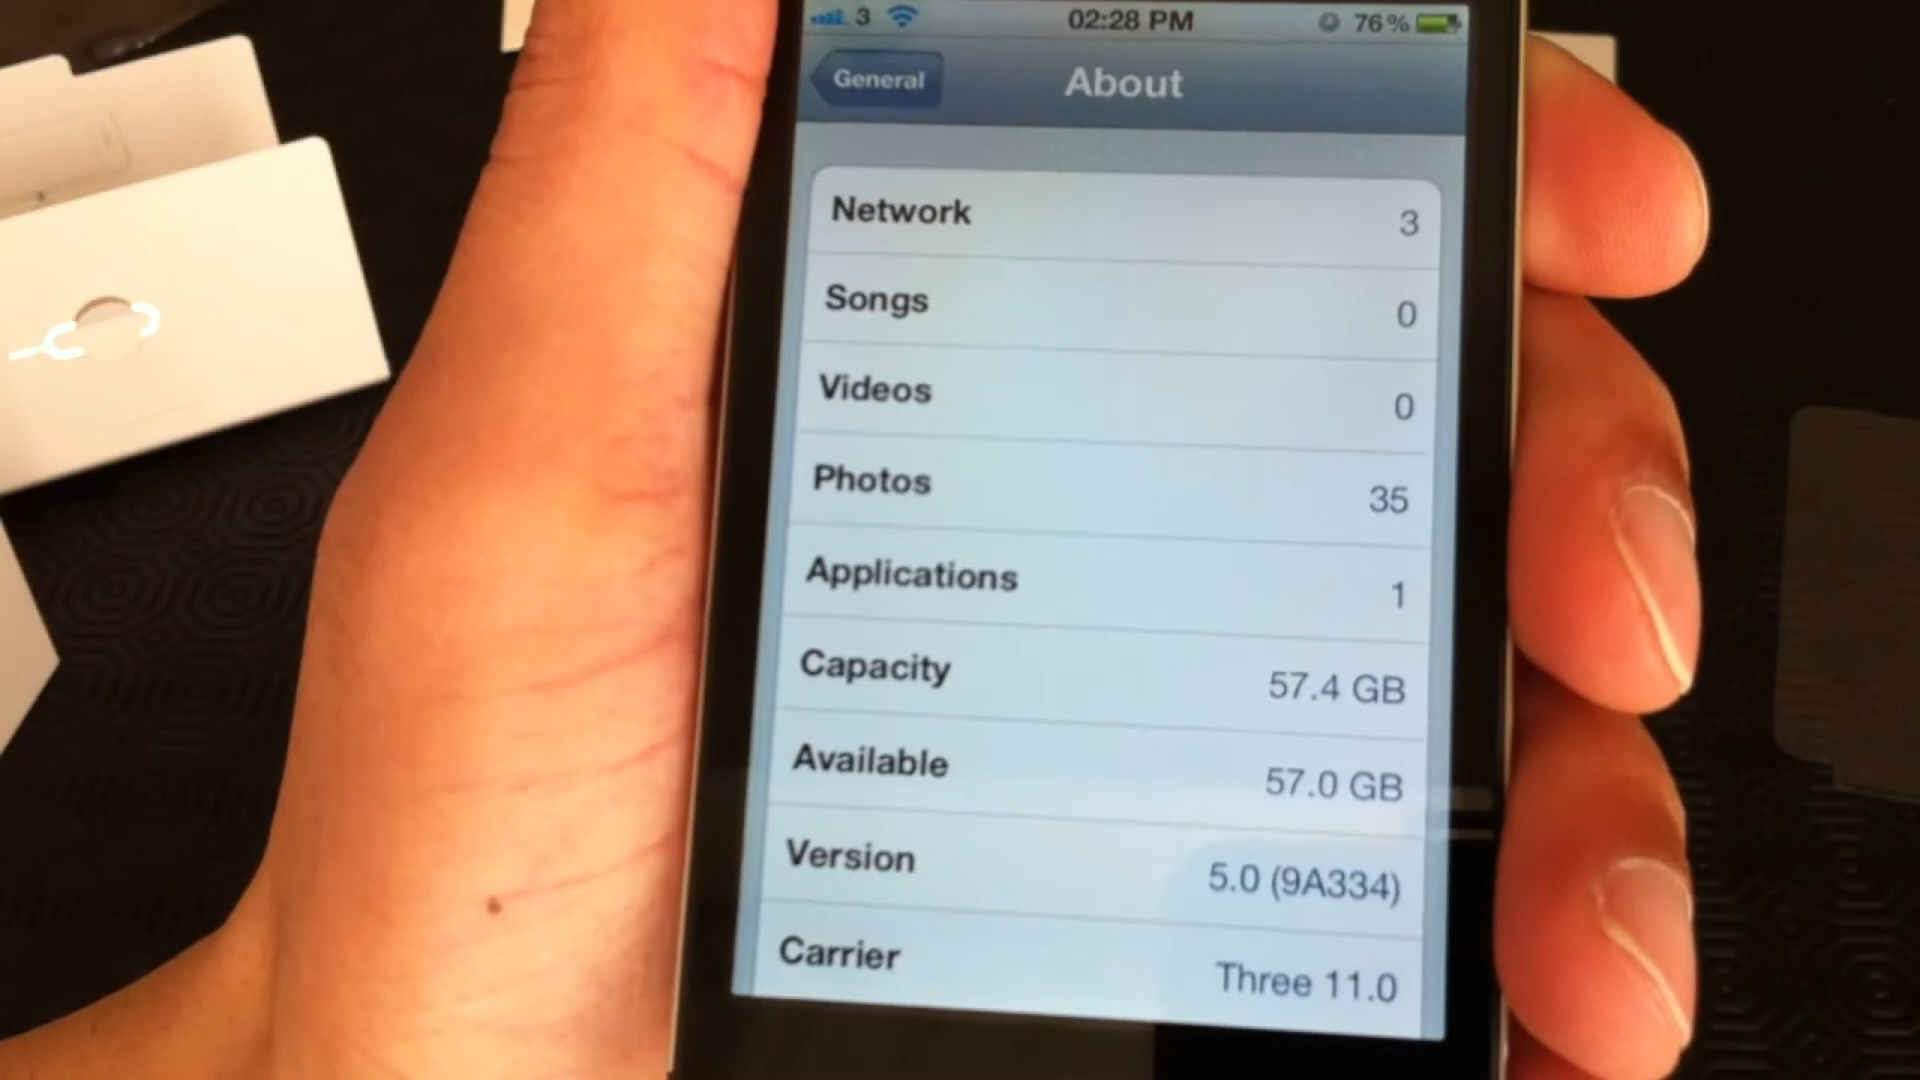 3 02:28 PM 76%
General About
Network 3
Songs 0
Videos 0
Photos 35
Applications 1
Capacity 57.4 GB
Available 57.0 GB
Version 5.0 (9A334)
Carrier Three 11.0